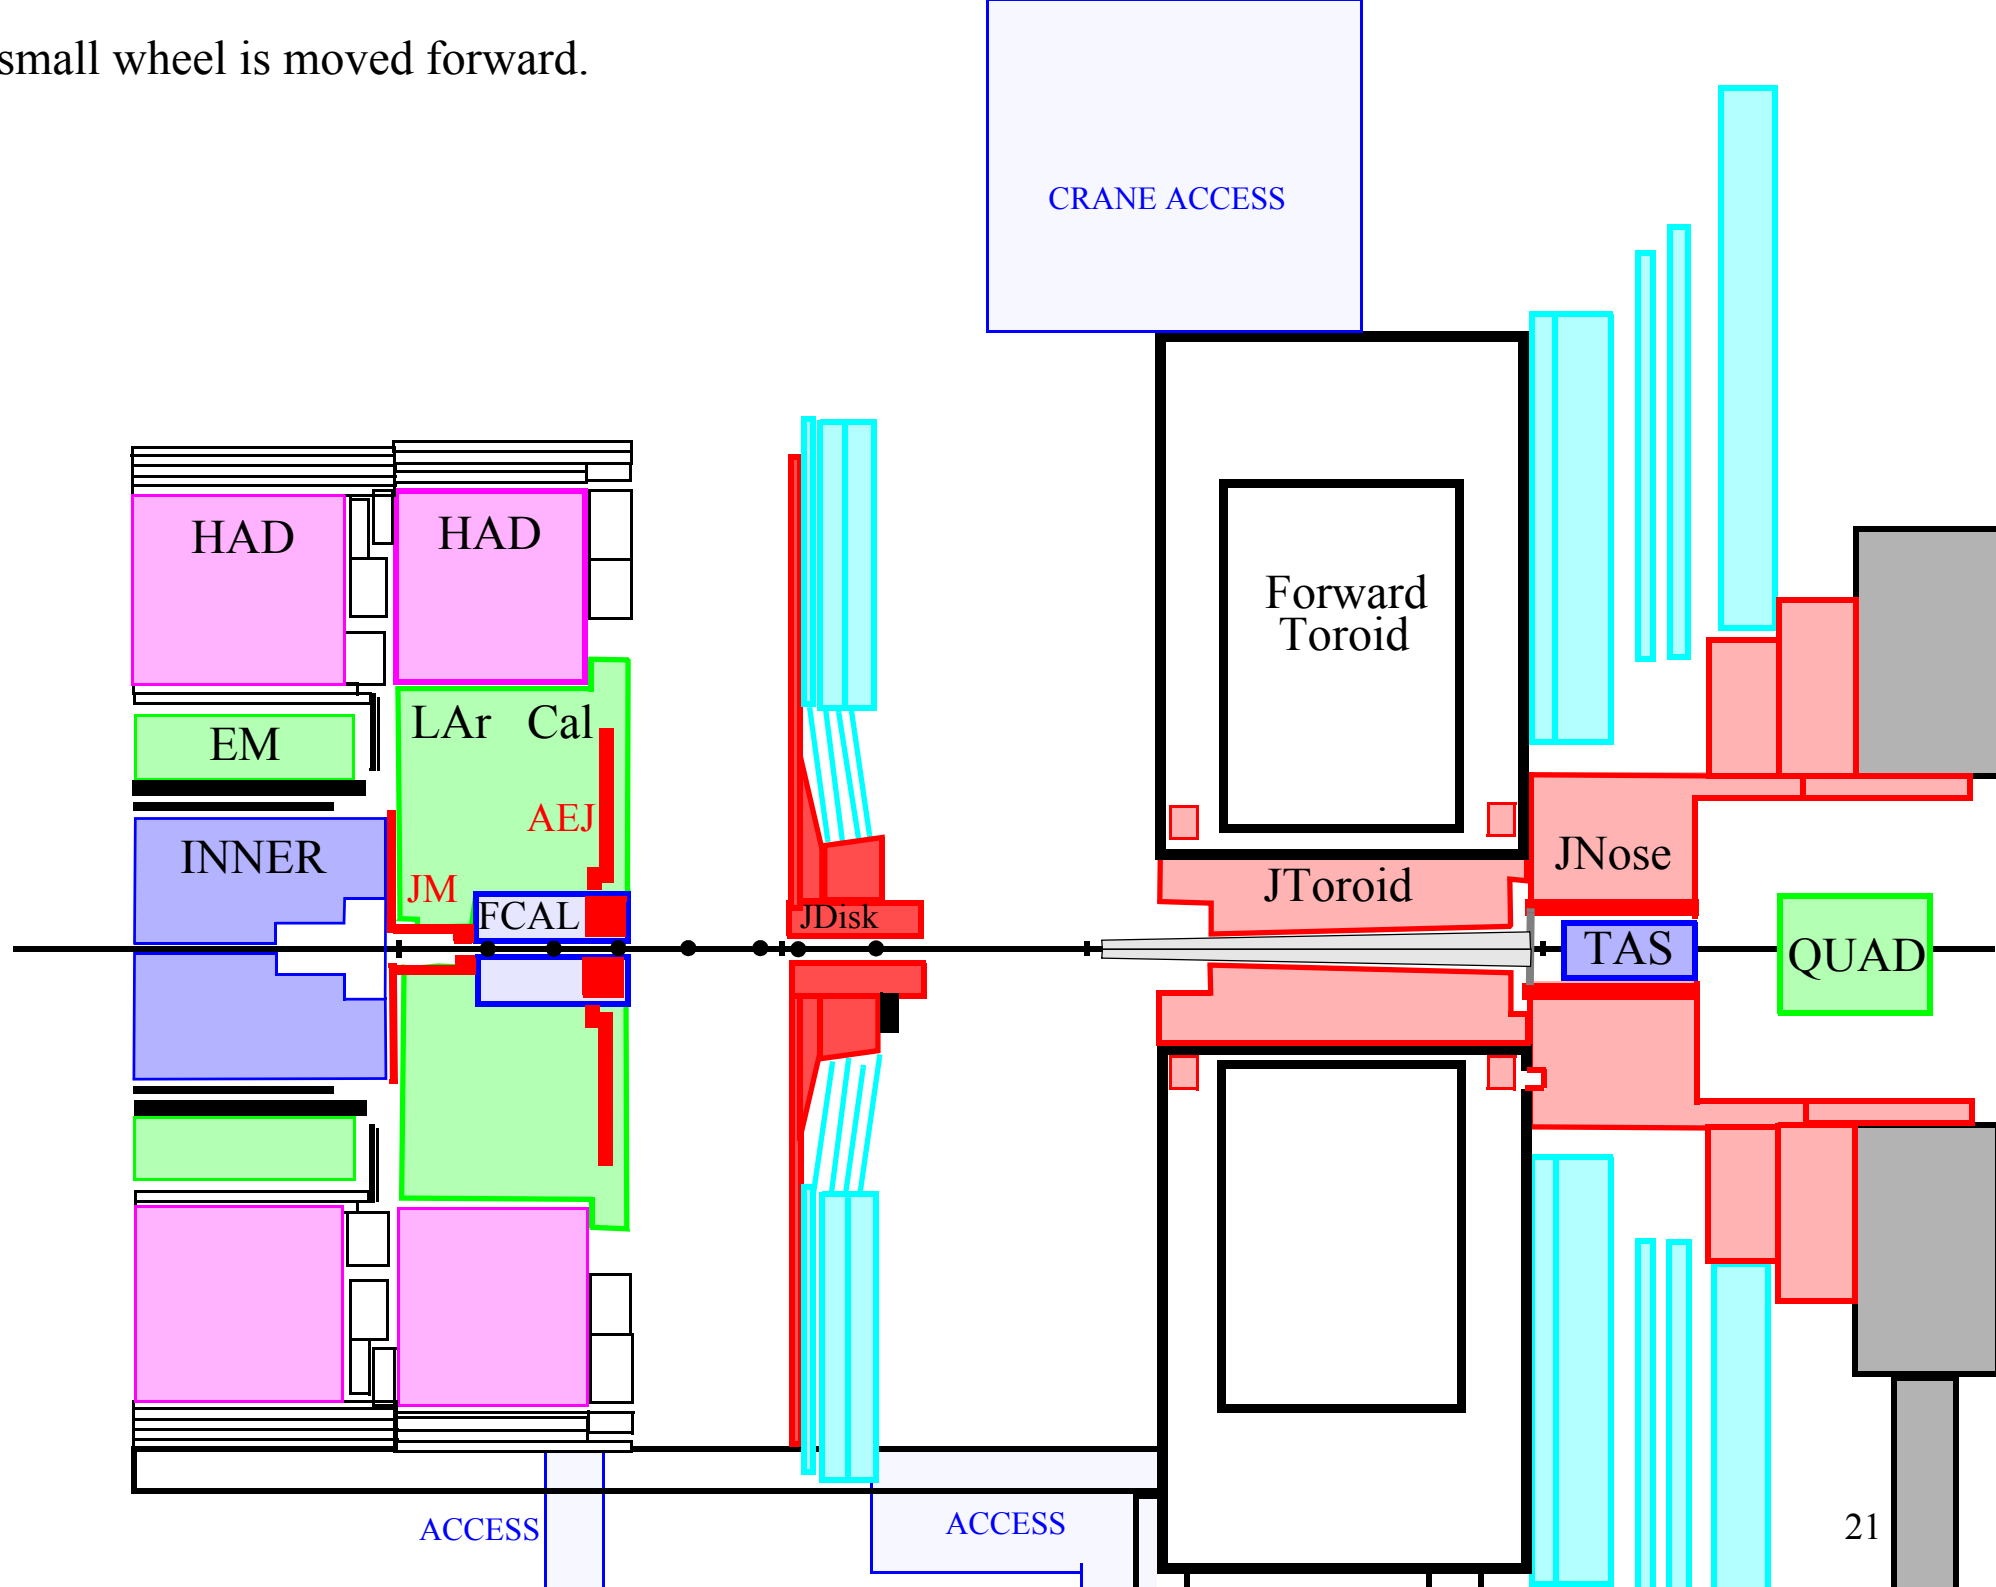 small wheel is moved forward.
CRANE ACCESS
HAD
HAD
Forward
Toroid
LAr Cal
EM
AEJ
INNER
JNose
JM
JToroid
FCAL
JDisk
TAS
QUAD
ACCESS
ACCESS
21